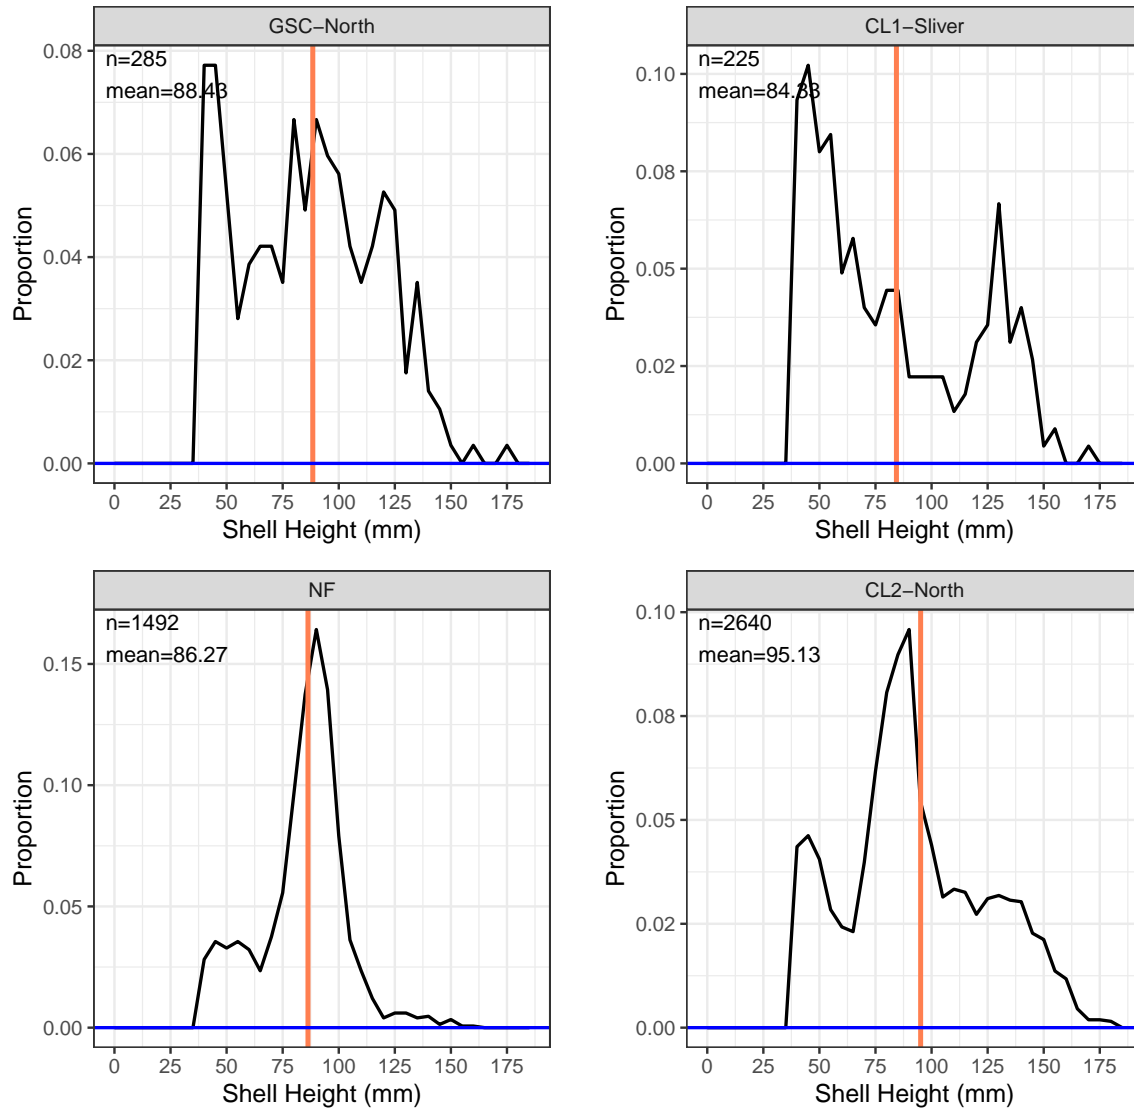 GSC−North
n=285
mean=88.43
0.08
0.06
0.04
0.02
0.00
Proportion
0 25 50 75 100 125 150 175
Shell Height (mm)
CL1−Sliver
n=225
mean=84.33
0.10
0.08
0.05
0.02
0.00
Proportion
0 25 50 75 100 125 150 175
Shell Height (mm)
NF
n=1492
mean=86.27
0.15
0.10
0.05
0.00
Proportion
0 25 50 75 100 125 150 175
Shell Height (mm)
CL2−North
n=2640
mean=95.13
0.10
0.08
0.05
0.02
0.00
Proportion
0 25 50 75 100 125 150 175
Shell Height (mm)